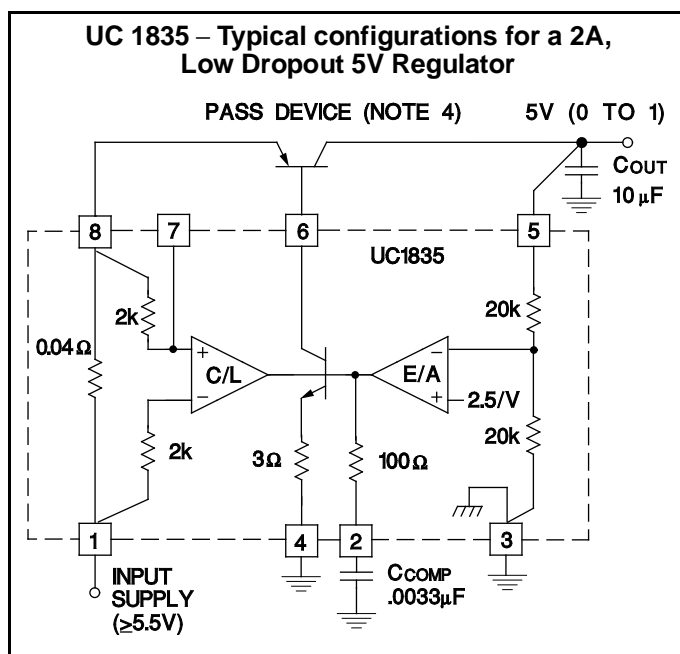 UC 1835 – Typical configurations for a 2A,
Low Dropout 5V Regulator
PASS DEVICE (NOTE 4)
5V (0 TO 1)
COUT
10 µF
8
7
6
5
UC1835
2k
20k
0.04Ω
+
C/L
−
−
E/A
+
2.5/V
2k
3Ω
100Ω
20k
1
4
2
3
INPUT
SUPPLY
(≥5.5V)
CCOMP
.0033µF